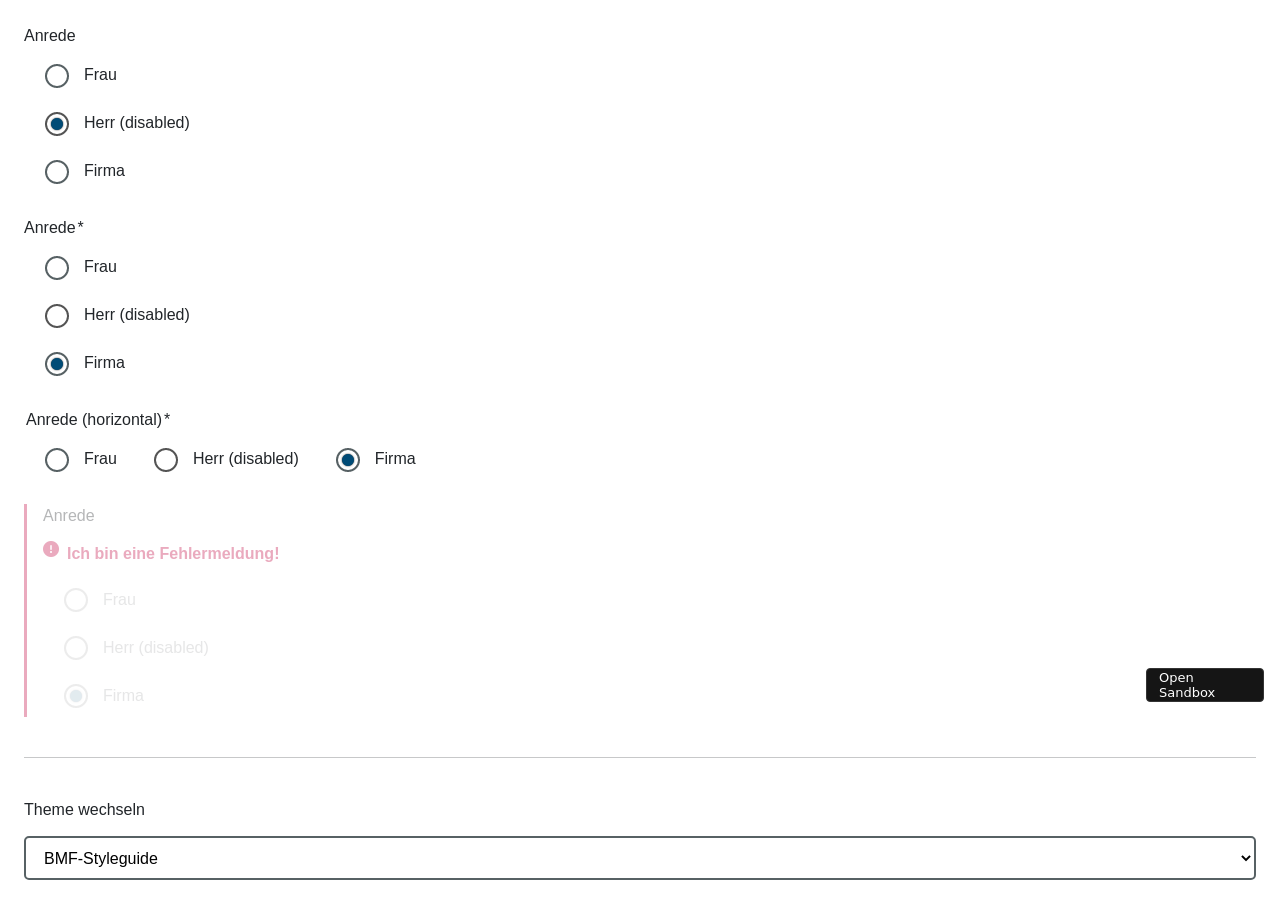 Anrede
Frau
Herr (disabled)
Firma
Anrede*
Frau
Herr (disabled)
Firma
Anrede (horizontal)*
Frau Herr (disabled) Firma
Anrede
Ich bin eine Fehlermeldung!
Frau
Herr (disabled)
Firma
Open
Sandbox
Theme wechseln
BMF-Styleguide